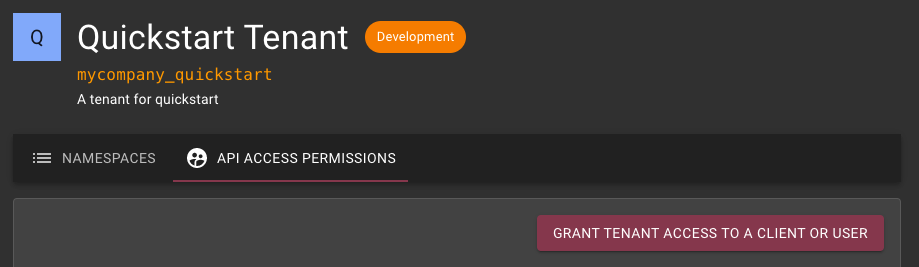 Q
Quickstart Tenant
Development
mycompany_quickstart
A tenant for quickstart
NAMESPACES
API ACCESS PERMISSIONS
GRANT TENANT ACCESS TO A CLIENT OR USER